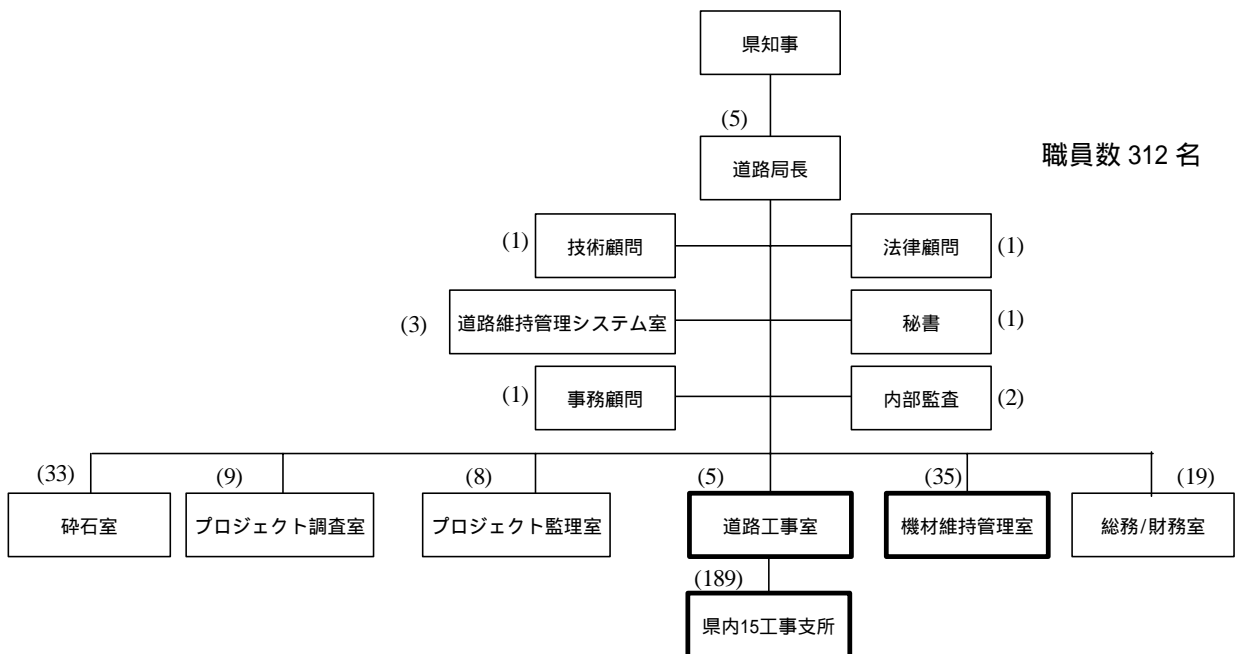 県知事
(5)
道路局長
職員数 312 名
(1)
技術顧問
法律顧問
(1)
(3)
道路維持管理システム室
秘書
(1)
(1)
事務顧問
内部監査
(2)
(33)
(9)
(8)
(5)
(35)
(19)
砕石室
プロジェクト調査室
プロジェクト監理室
道路工事室
機材維持管理室
総務/財務室
(189)
県内15工事支所